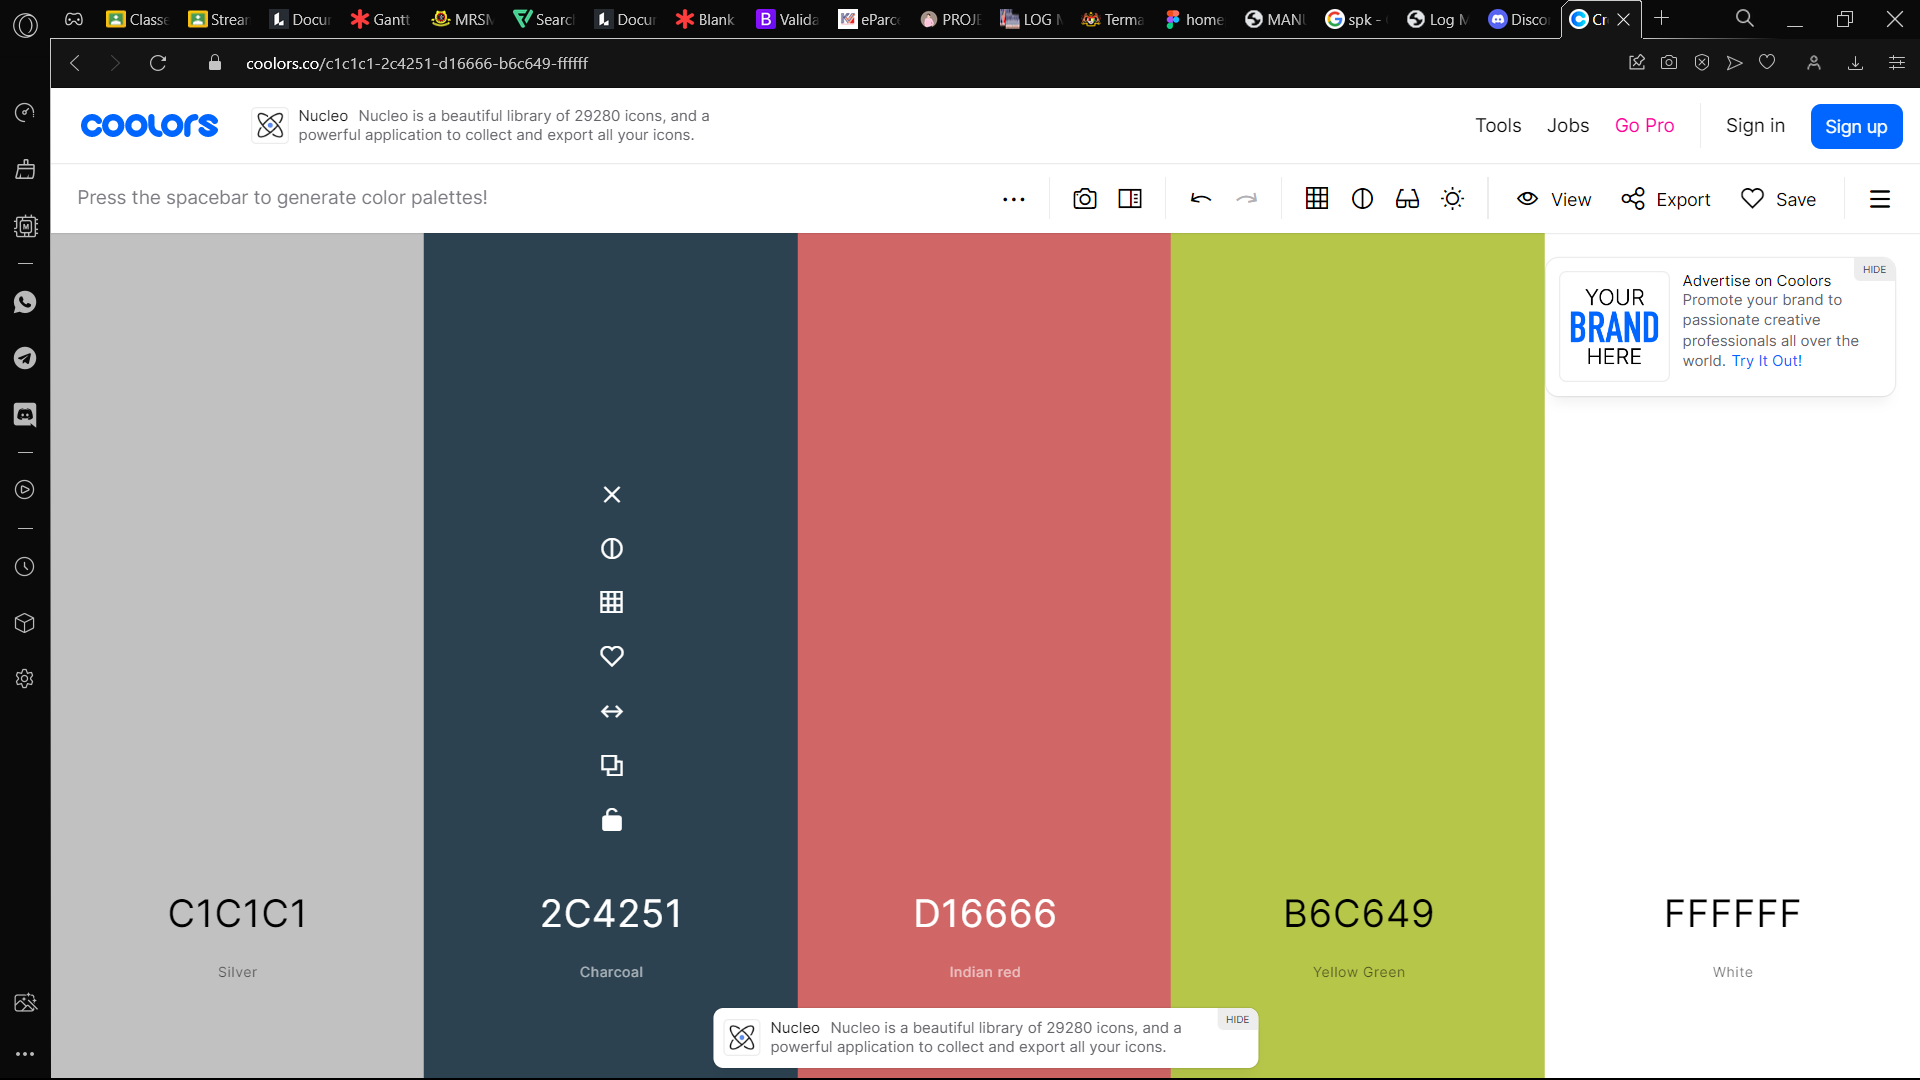 Classe
Strear
Docur
Gantt
MRSM
Searc
Docur
Blank
Valida
eParce
PROJE
LOG M
Terma
home
MANU
spk -
Log M
Disco
Cr
coolors.co/c1c1c1-2c4251-d16666-b6c649-ffffff
coolors
Nucleo Nucleo is a beautiful library of 29280 icons, and a
powerful application to collect and export all your icons.
Tools
Jobs
Go Pro
Sign in
Sign up
Press the spacebar to generate color palettes!
View
Export
Save
HIDE
YOUR
BRAND
HERE
Advertise on Coolors
Promote your brand to
passionate creative
professionals all over the
world. Try It Out!
C1C1C1
Silver
2C4251
Charcoal
D16666
Indian red
B6C649
Yellow Green
FFFFFF
White
Nucleo Nucleo is a beautiful library of 29280 icons, and a
powerful application to collect and export all your icons.
HIDE